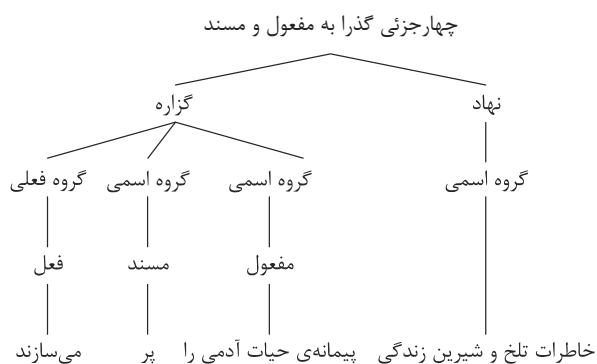 چهارجزئی گذرا به مفعول و مسند
نهاد گزاره
گروه اسمی گروه اسمی گروه اسمی گروه فعلی
مفعول مسند فعل
خاطرات تلخ و شیرین زندگی پیمانه‌ی حیات آدمی را پر می‌سازند